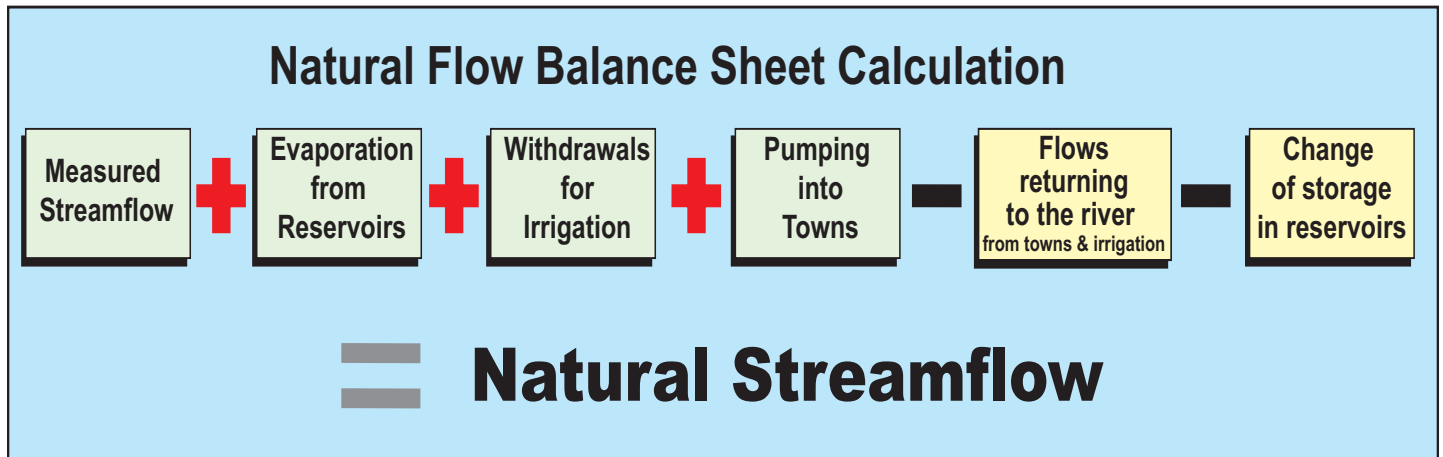 Natural Flow Balance Sheet Calculation
Measured
Streamflow
+
Evaporation
from
Reservoirs
+
Withdrawals
for
Irrigation
+
Pumping
into
Towns
-
Flows
returning
to the river
from towns & irrigation
-
Change
of storage
in reservoirs
= Natural Streamflow